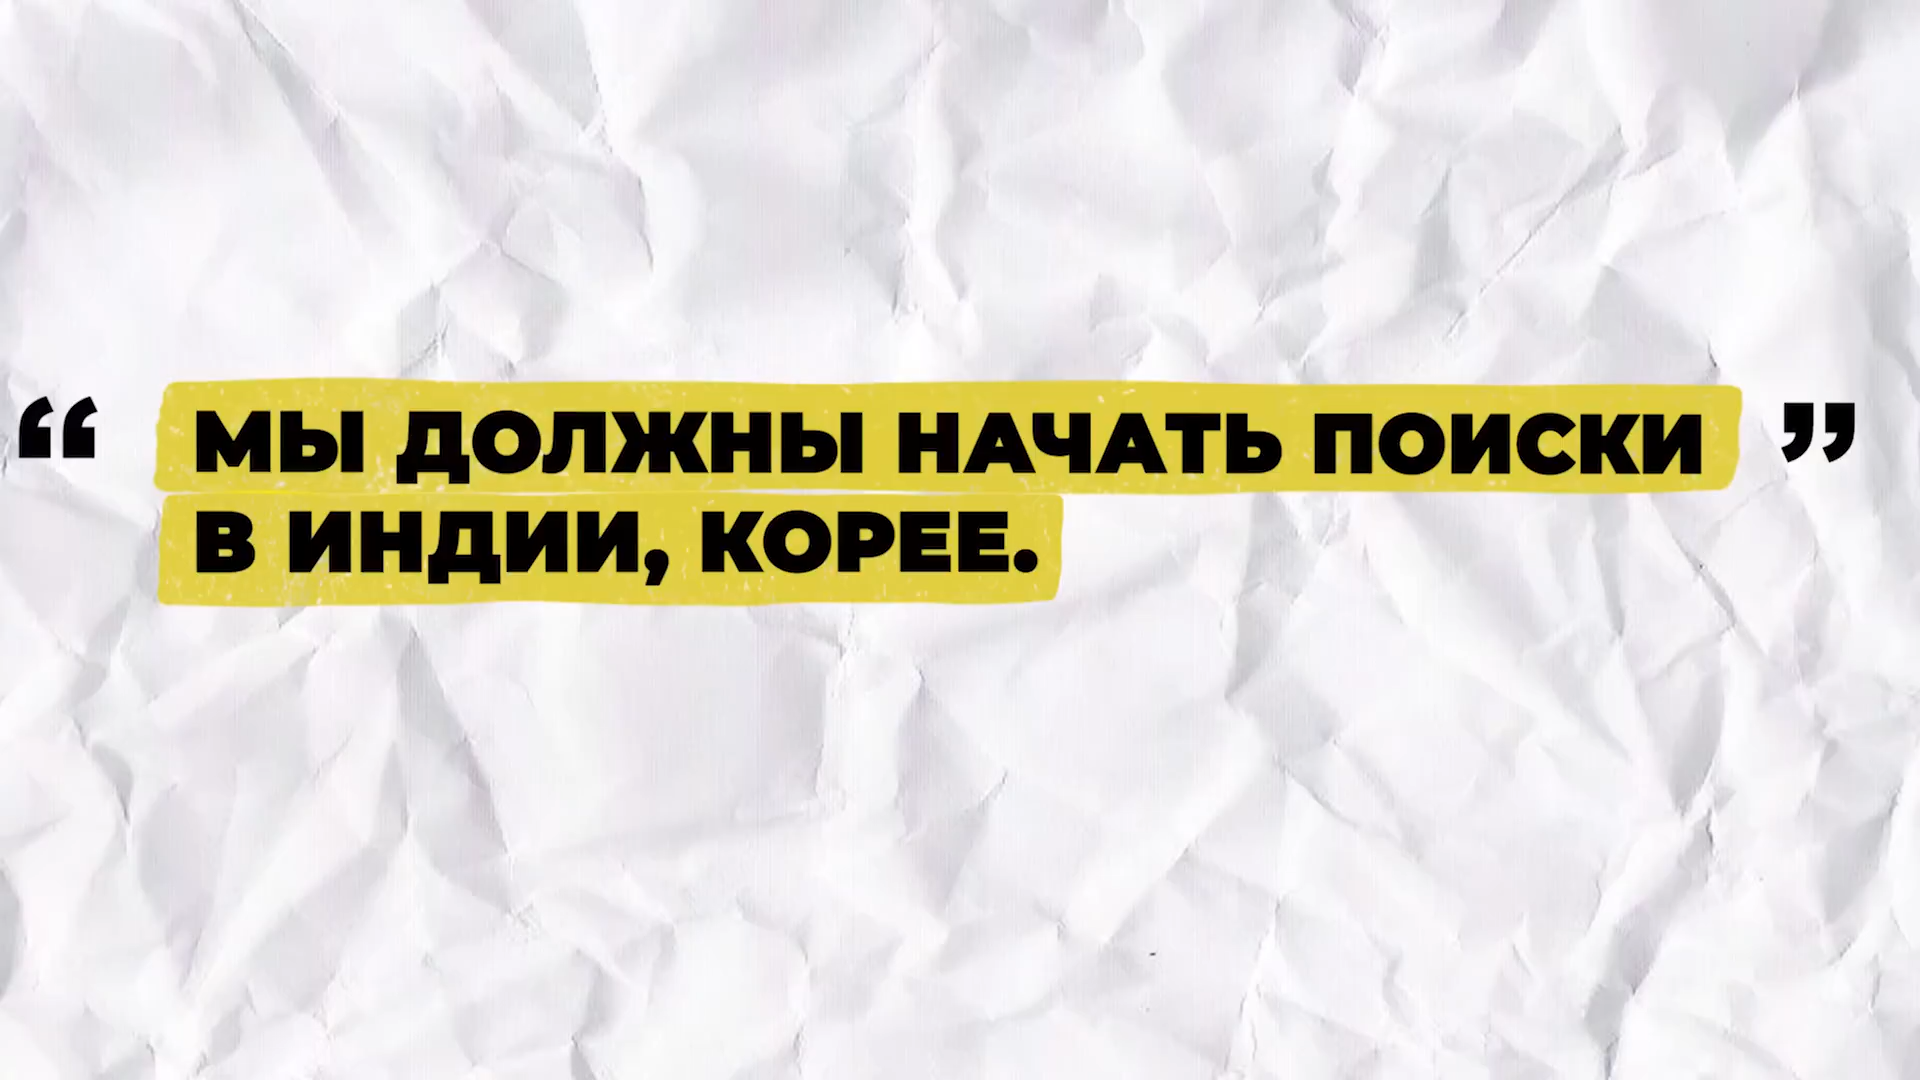 “ МЫ ДОЛЖНЫ НАЧАТЬ ПОИСКИ ”
В ИНДИИ, КОРЕЕ.